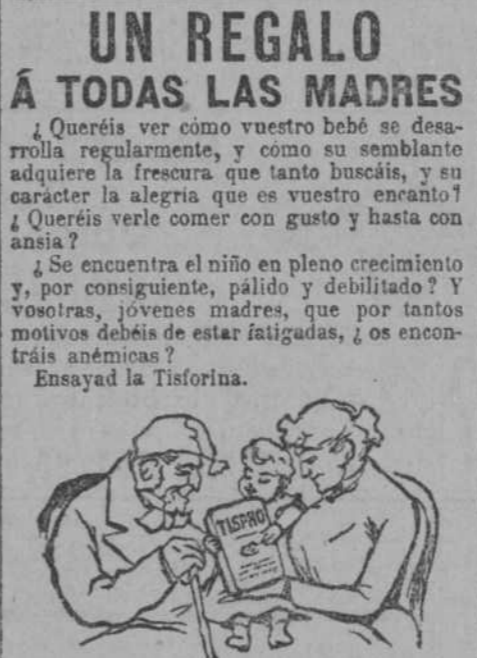 UN REGALO
Á TODAS LAS MADRES
¿Queréis ver cómo vuestro bebé se desa-
rrolla regularmente, y cómo su semblante
adquiere la frescura que tanto buscáis, y su
carácter la alegría que es vuestro encanto?
¿Queréis verle comer con gusto y hasta con
ansia?
¿Se encuentra el niño en pleno crecimiento
y, por consiguiente, pálido y debilitado? Y
vosotras, jóvenes madres, que por tantos
motivos debéis de estar fatigadas, ¿os encon-
tráis anémicas?
Ensayad la Tisforina.